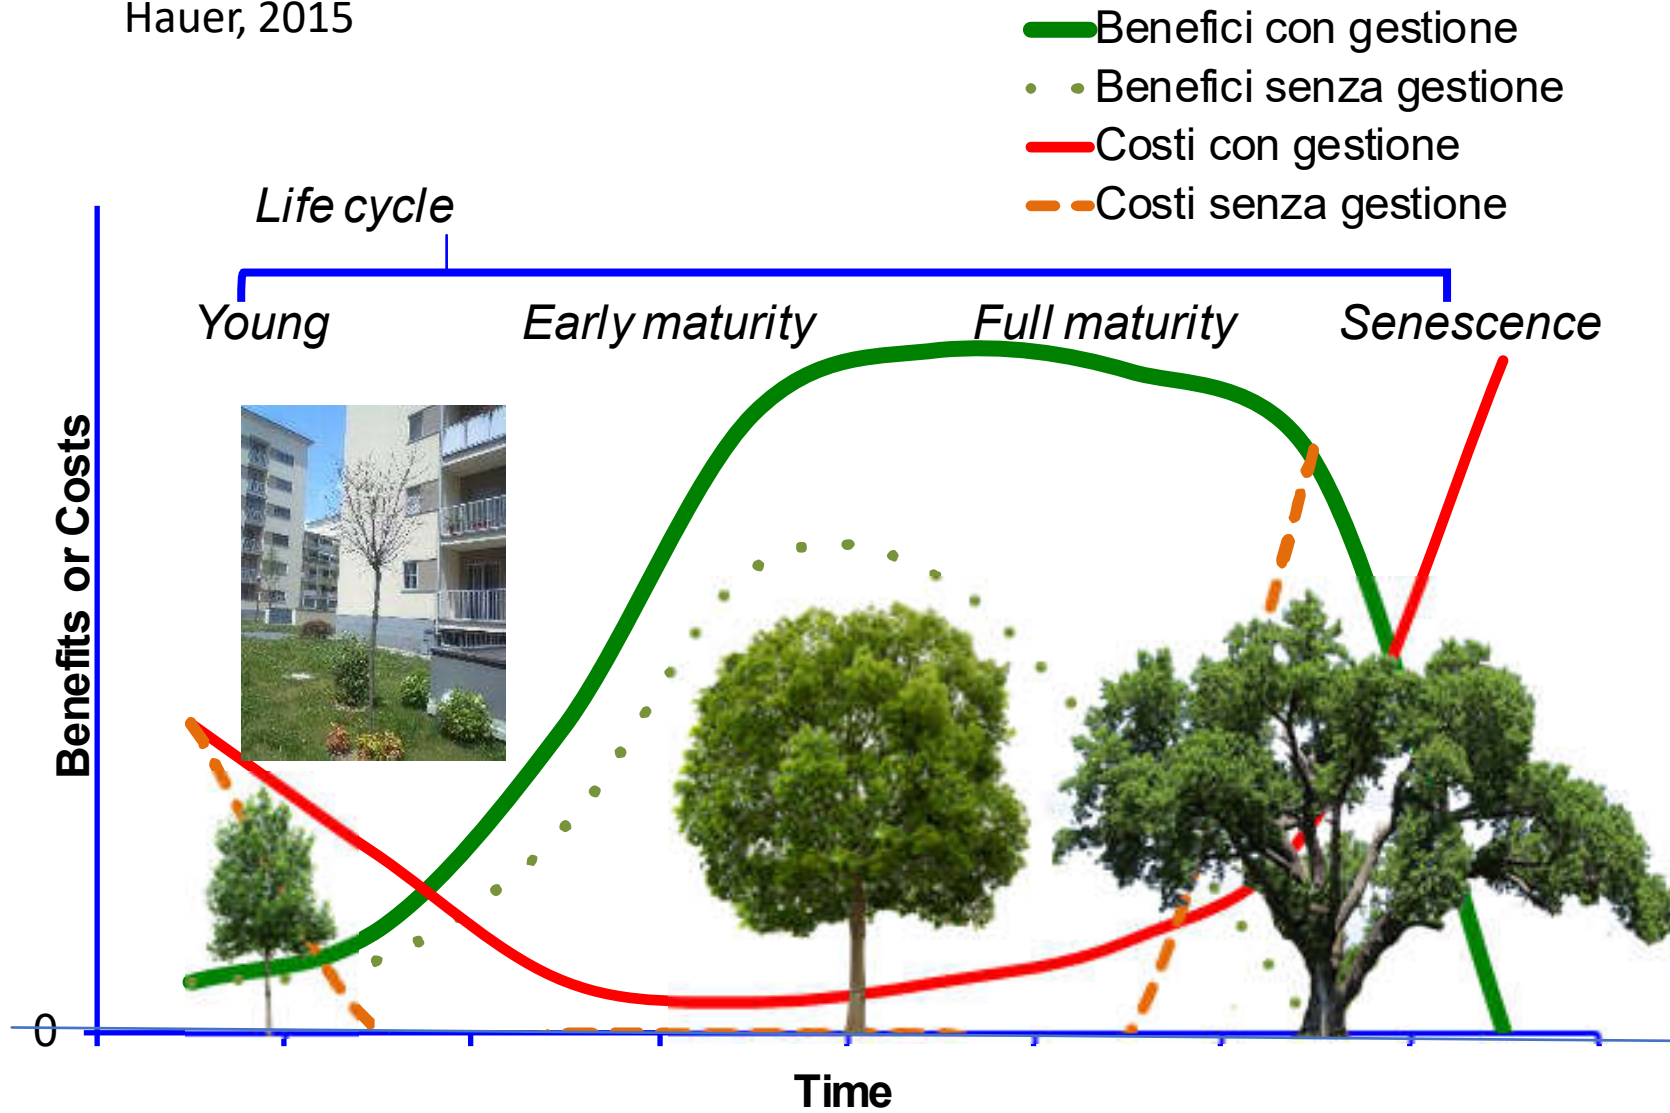 Hauer, 2015
Benefici con gestione
Benefici senza gestione
Costi con gestione
Costi senza gestione
Life cycle
Young
Early maturity
Full maturity
Senescence
Benefits or Costs
0
Time